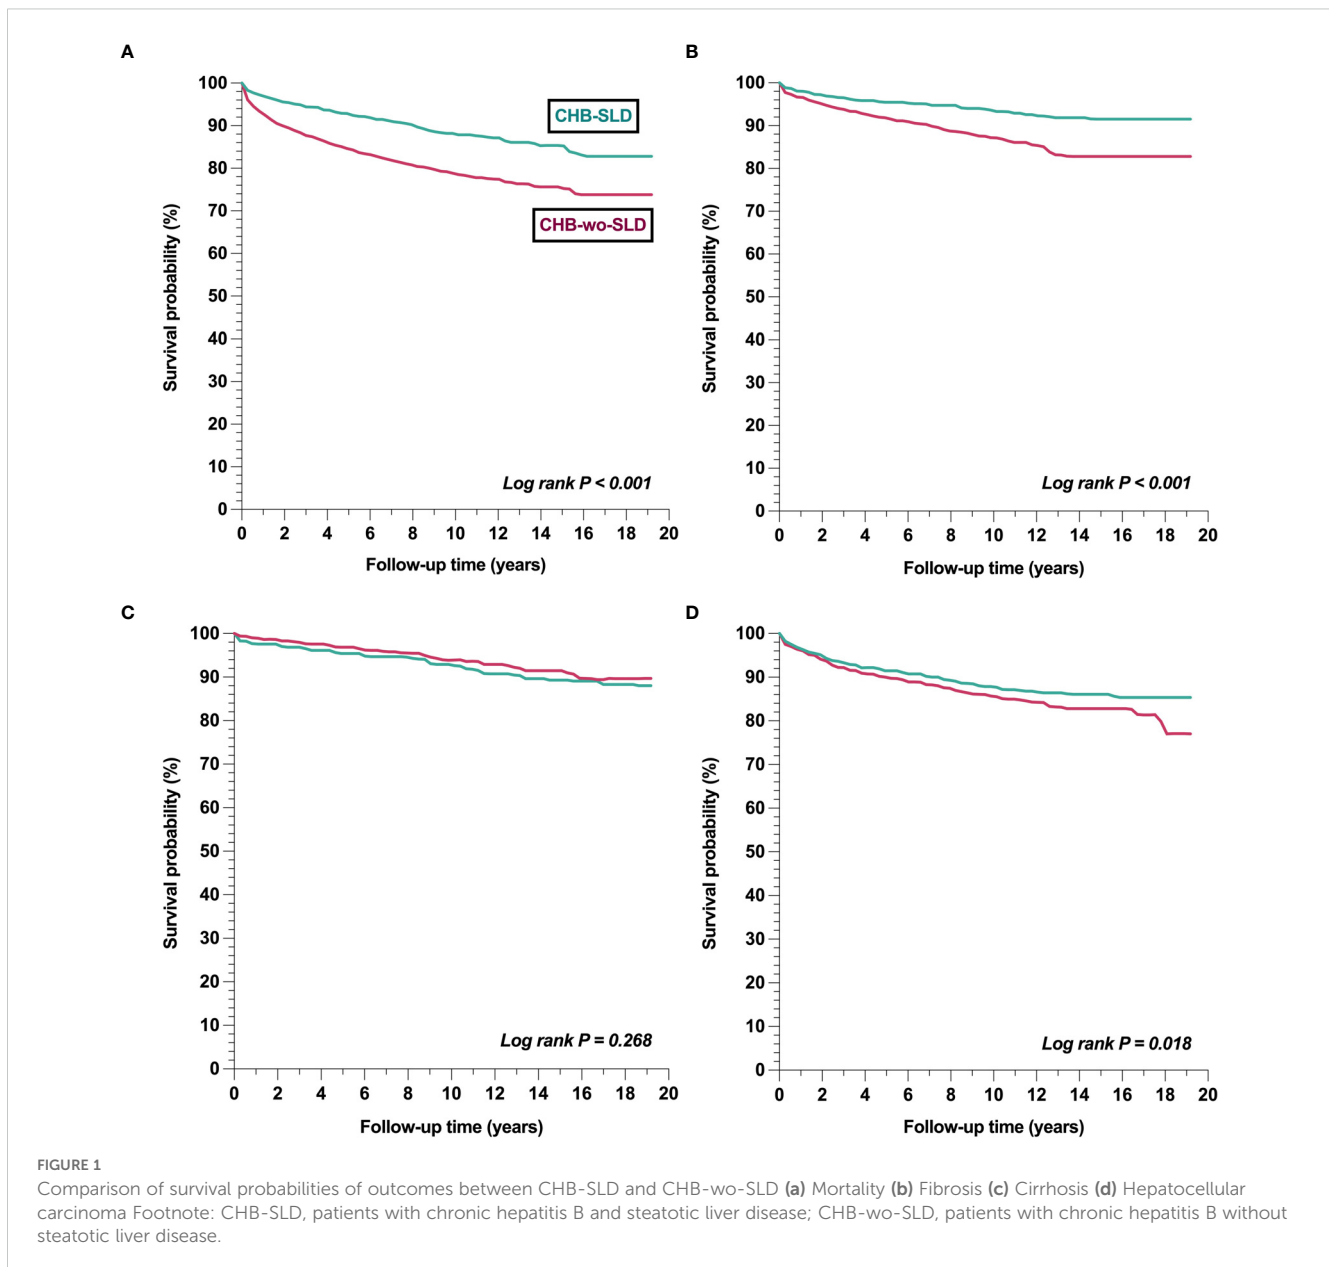 A
100
90
80
70
60
50
40
30
20
10
0
Survival probability (%)
CHB-SLD
CHB-wo-SLD
Log rank P < 0.001
0 2 4 6 8 10 12 14 16 18 20
Follow-up time (years)
B
100
90
80
70
60
50
40
30
20
10
0
Survival probability (%)
Log rank P < 0.001
0 2 4 6 8 10 12 14 16 18 20
Follow-up time (years)
C
100
90
80
70
60
50
40
30
20
10
0
Survival probability (%)
Log rank P = 0.268
0 2 4 6 8 10 12 14 16 18 20
Follow-up time (years)
D
100
90
80
70
60
50
40
30
20
10
0
Survival probability (%)
Log rank P = 0.018
0 2 4 6 8 10 12 14 16 18 20
Follow-up time (years)
FIGURE 1
Comparison of survival probabilities of outcomes between CHB-SLD and CHB-wo-SLD (a) Mortality (b) Fibrosis (c) Cirrhosis (d) Hepatocellular
carcinoma Footnote: CHB-SLD, patients with chronic hepatitis B and steatotic liver disease; CHB-wo-SLD, patients with chronic hepatitis B without
steatotic liver disease.